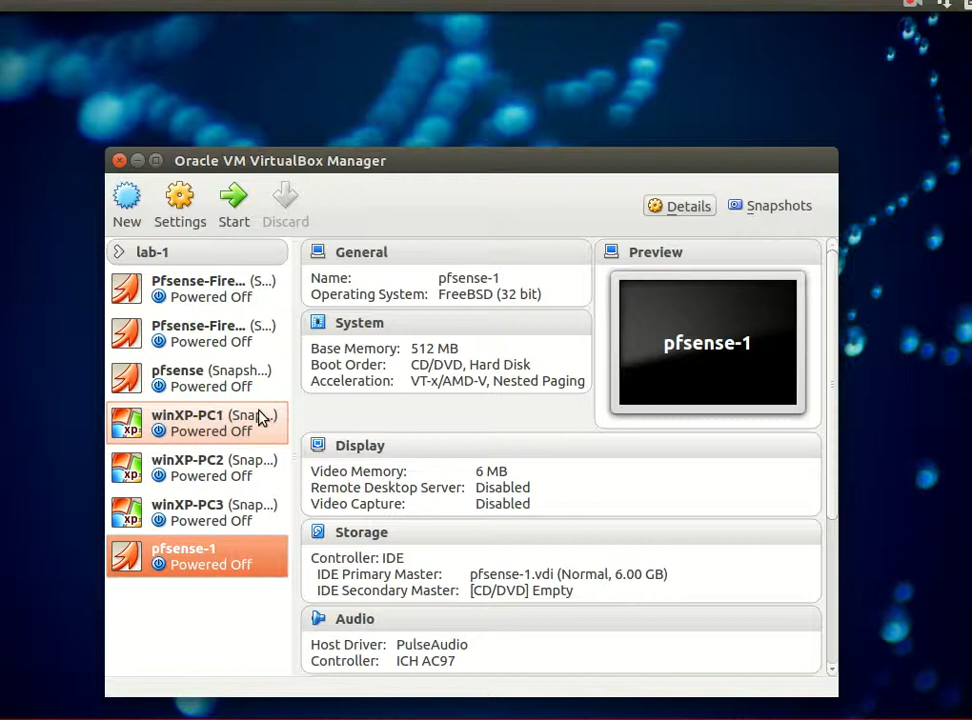 Oracle VM VirtualBox Manager
New
Settings
Start
Discard
Details
Snapshots
lab-1
Pfsense-Fire... (S...)
Powered Off
Pfsense-Fire... (S...)
Powered Off
pfsense (Snapsh...)
Powered Off
xp
winXP-PC1 (Snap...)
Powered Off
xp
winXP-PC2 (Snap...)
Powered Off
xp
winXP-PC3 (Snap...)
Powered Off
pfsense-1
Powered Off
General
Name: pfsense-1
Operating System: FreeBSD (32 bit)
System
Base Memory: 512 MB
Boot Order: CD/DVD, Hard Disk
Acceleration: VT-x/AMD-V, Nested Paging
Preview
pfsense-1
Display
Video Memory: 6 MB
Remote Desktop Server: Disabled
Video Capture: Disabled
Storage
Controller: IDE
IDE Primary Master: pfsense-1.vdi (Normal, 6.00 GB)
IDE Secondary Master: [CD/DVD] Empty
Audio
Host Driver: PulseAudio
Controller: ICH AC97